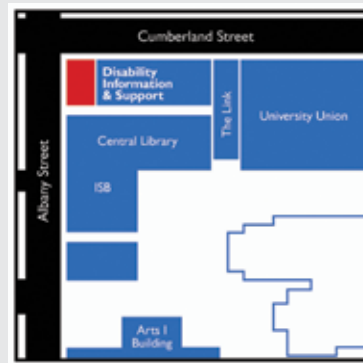 Cumberland Street
Disability
Information
& Support
The Link
University Union
Central Library
Albany Street
ISB
Arts 1
Building